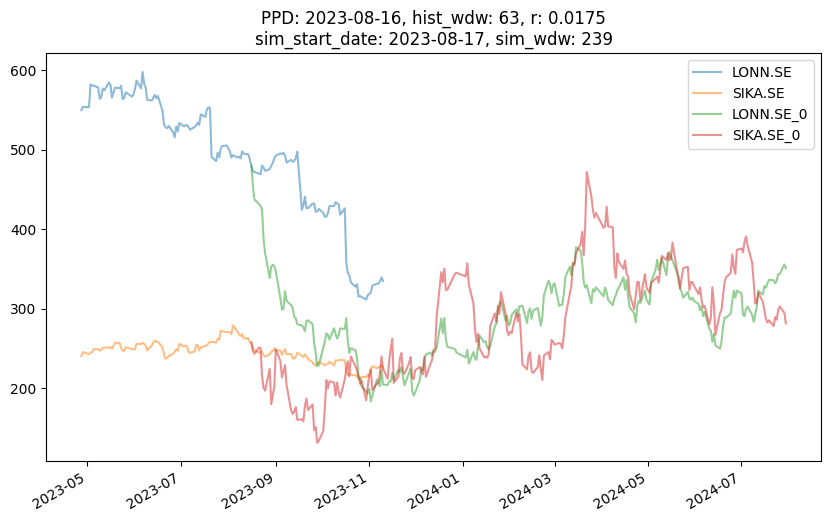 PPD: 2023-08-16, hist_wdw: 63, r: 0.0175
sim_start_date: 2023-08-17, sim_wdw: 239
LONN.SE
SIKA.SE
LONN.SE_0
SIKA.SE_0
600
500
400
300
200
2023-05
2023-07
2023-09
2023-11
2024-01
2024-03
2024-05
2024-07